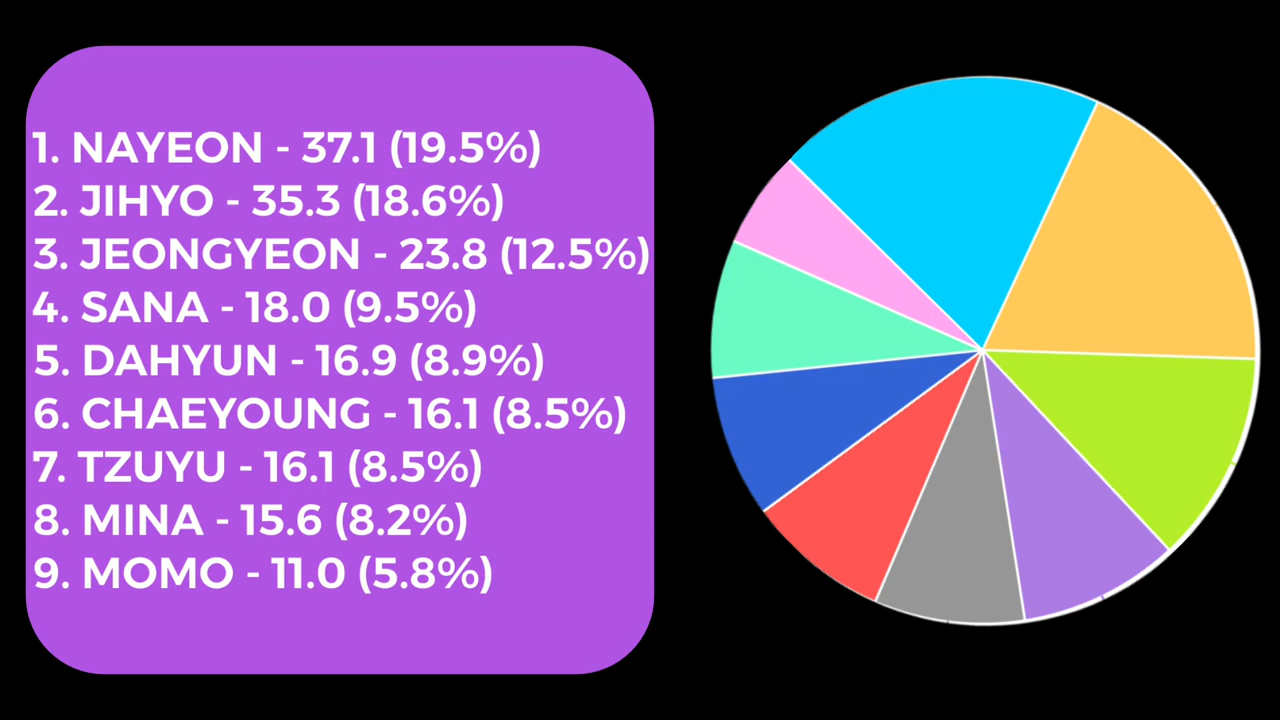 1. NAYEON - 37.1 (19.5%)
2. JIHYO - 35.3 (18.6%)
3. JEONGYEON - 23.8 (12.5%)
4. SANA - 18.0 (9.5%)
5. DAHYUN - 16.9 (8.9%)
6. CHAEYOUNG - 16.1 (8.5%)
7. TZUYU - 16.1 (8.5%)
8. MINA - 15.6 (8.2%)
9. MOMO - 11.0 (5.8%)